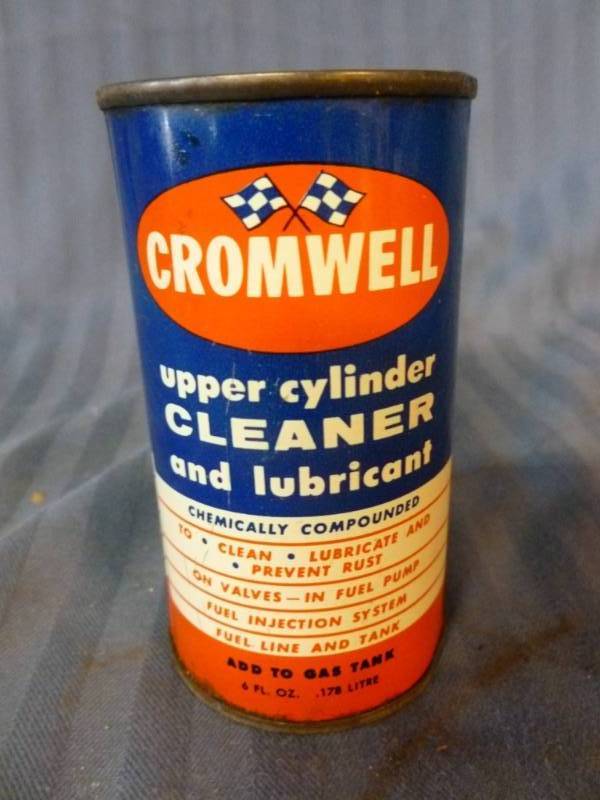 CROMWELL
upper cylinder
CLEANER
and lubricant
CHEMICALLY COMPOUNDED
TO • CLEAN • LUBRICATE AND
• PREVENT RUST
ON VALVES—IN FUEL PUMP
FUEL INJECTION SYSTEM
FUEL LINE AND TANK
ADD TO GAS TANK
6 FL. OZ. .178 LITRE